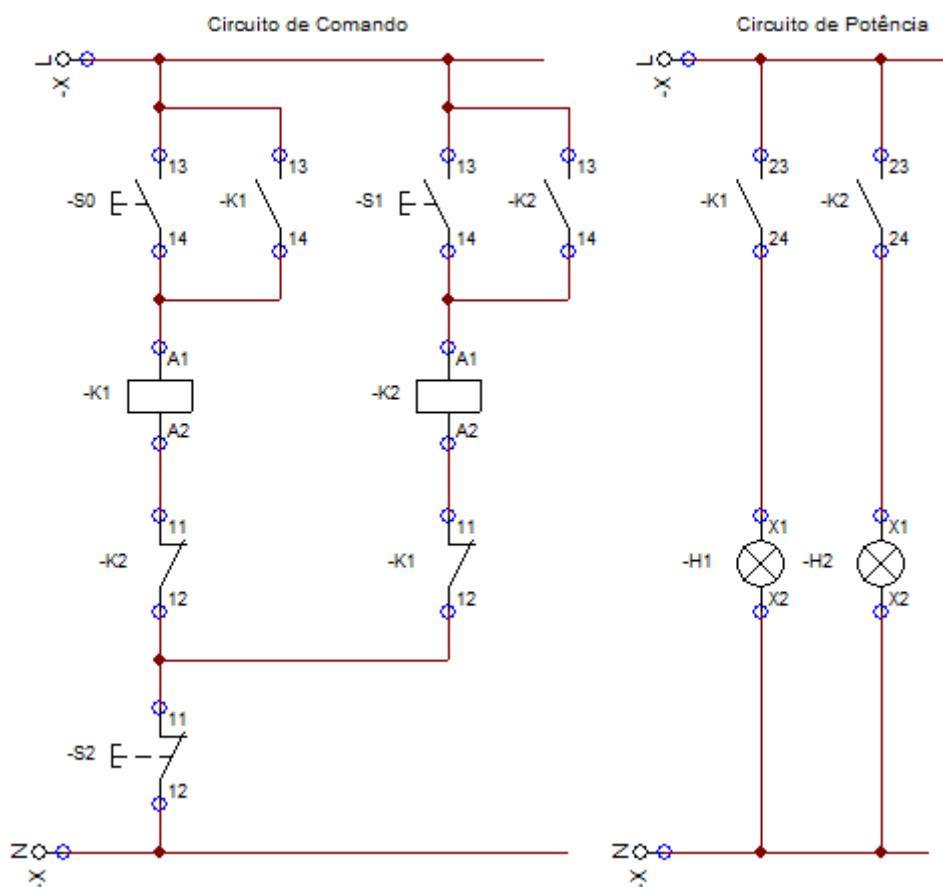 Circuito de Comando
Circuito de Potência
L
-X
L
-X
13
13
13
13
23
23
-S0
-K1
-S1
-K2
-K1
-K2
14
14
14
14
24
24
A1
A1
-K1
-K2
A2
A2
11
11
X1
X1
-K2
-K1
-H1
-H2
12
12
X2
X2
11
-S2
12
N
-X
N
-X